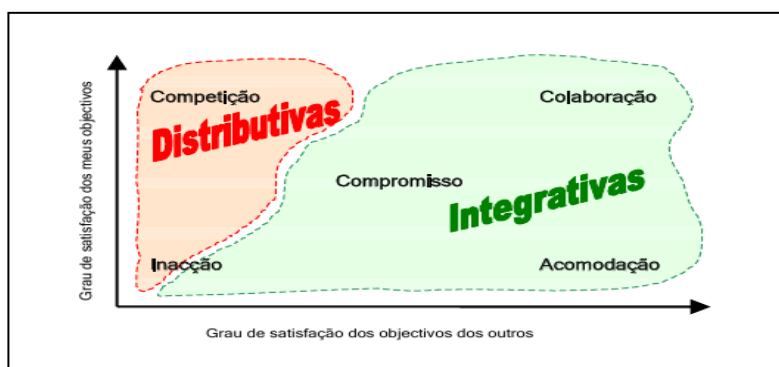 Grau de satisfação dos meus objectivos
Competição
Colaboração
Distributivas
Compromisso
Integrativas
Inacção
Acomodação
Grau de satisfação dos objectivos dos outros